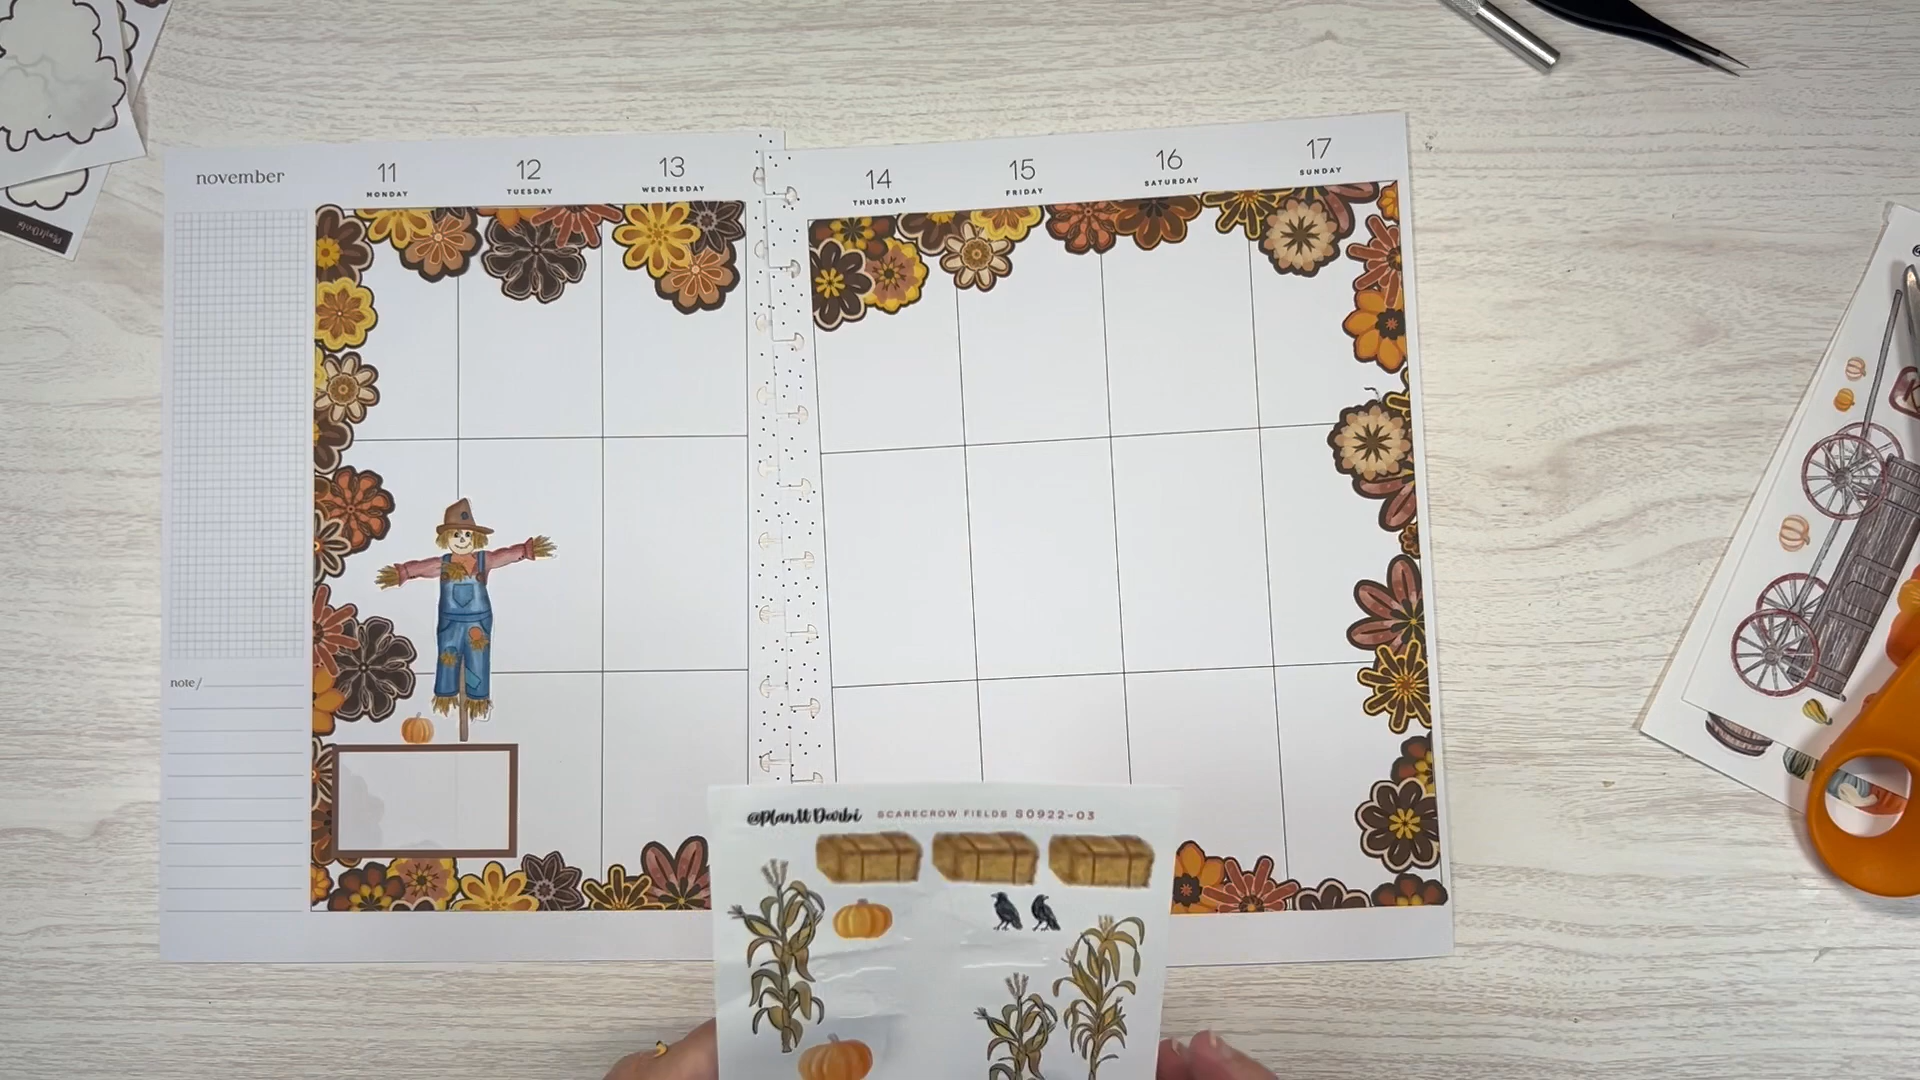 november
11
MONDAY
12
TUESDAY
13
WEDNESDAY
14
THURSDAY
15
FRIDAY
16
SATURDAY
17
SUNDAY
note/
@PlanItDarbi SCARECROW FIELDS S0922-03